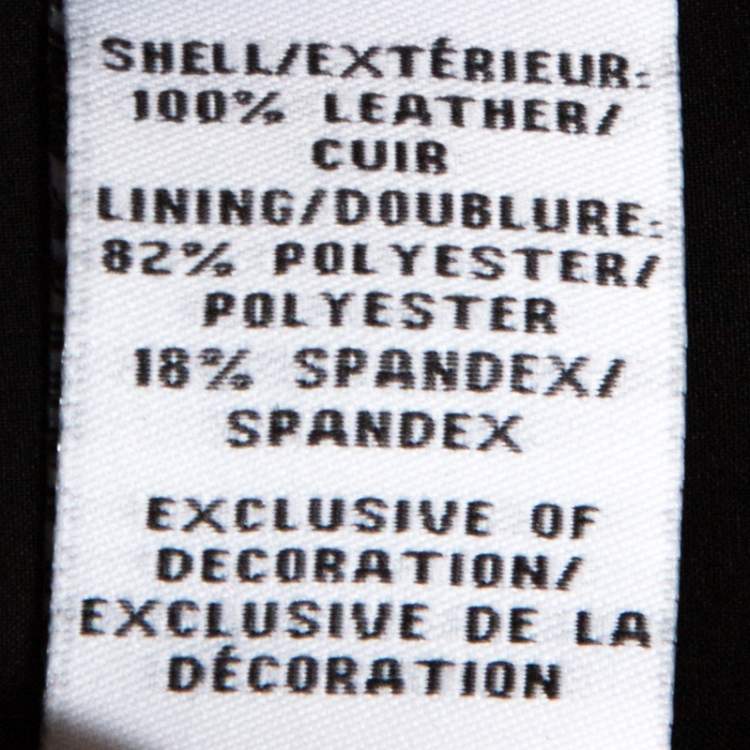 SHELL/EXTÉRIEUR:
100% LEATHER/
CUIR
LINING/DOUBLURE:
82% POLYESTER/
POLYESTER
18% SPANDEX/
SPANDEX
EXCLUSIVE OF
DECORATION/
EXCLUSIVE DE LA
DÉCORATION